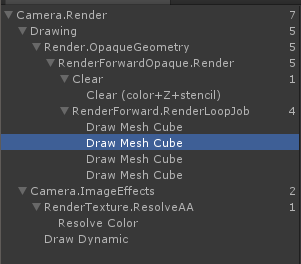 Camera.Render 7
Drawing 5
Render.OpaqueGeometry 5
RenderForwardOpaque.Render 5
Clear 1
Clear (color+Z+stencil)
RenderForward.RenderLoopJob 4
Draw Mesh Cube
Draw Mesh Cube
Draw Mesh Cube
Draw Mesh Cube
Camera.ImageEffects 2
RenderTexture.ResolveAA 1
Resolve Color
Draw Dynamic